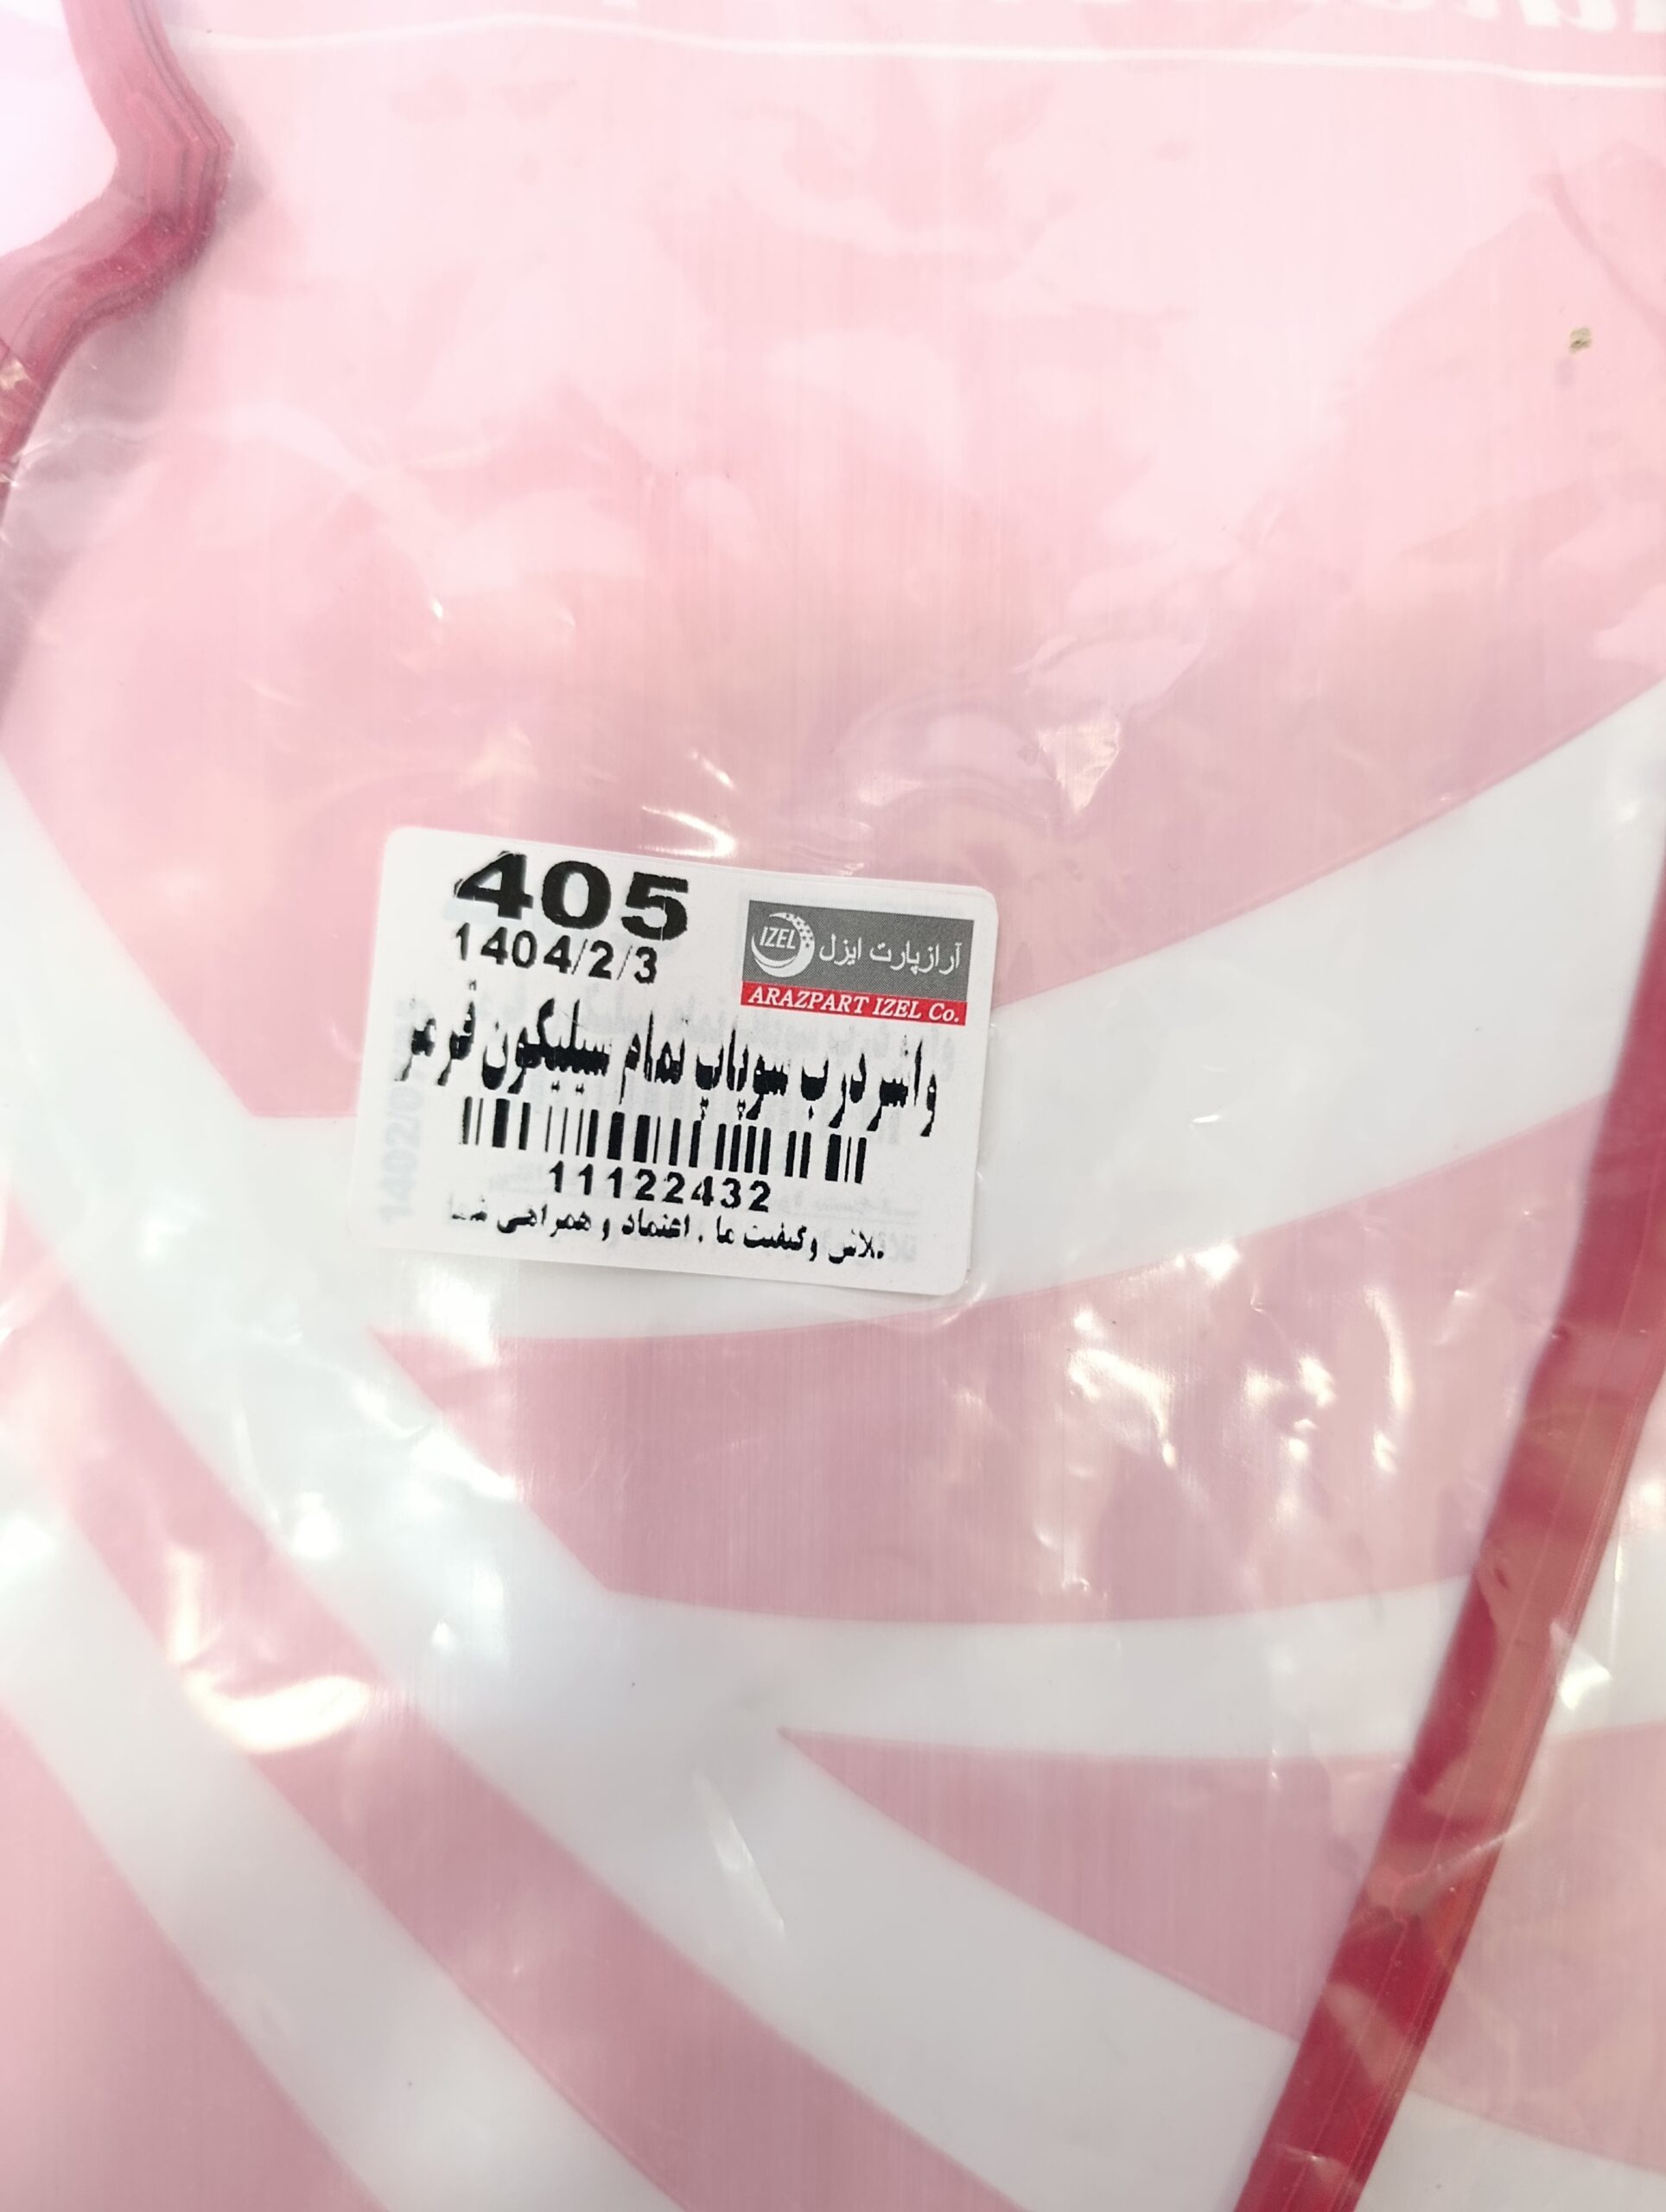 405
1404/2/3
IZEL
آرازپارت ایزل
ARAZPART IZEL Co.
واشر درب سوپاپ تمام سیلیکون قرمز
11122432
تلاش وکیفیت ما . اعتماد و همراهی شما